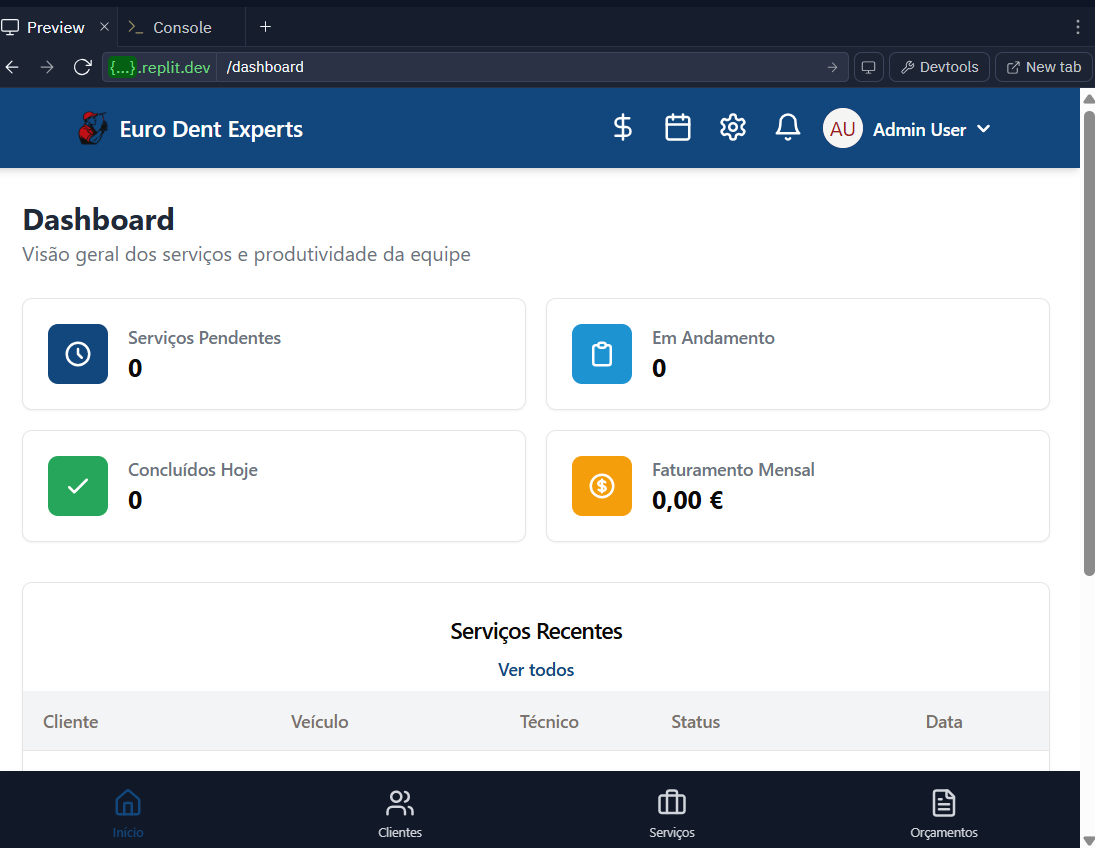 Preview
Console
{...}.replit.dev /dashboard
Devtools
New tab
Euro Dent Experts
$
AU
Admin User
Dashboard
Visão geral dos serviços e produtividade da equipe
Serviços Pendentes
0
Em Andamento
0
Concluídos Hoje
0
Faturamento Mensal
0,00 €
Serviços Recentes
Ver todos
Cliente Veículo Técnico Status Data
Início Clientes Serviços Orçamentos